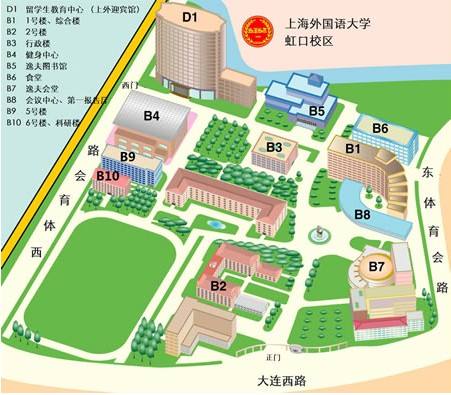 D1 留学生教育中心（上外迎宾馆）
B1 1号楼、综合楼
B2 2号楼
B3 行政楼
B4 健身中心
B5 逸夫图书馆
B6 食堂
B7 逸夫会堂
B8 会议中心、第一报告厅
B9 5号楼
B10 6号楼、科研楼
上海外国语大学
虹口校区
D1
西门
B4
B5
B6
B3
B1
B9
B10
B8
B7
B2
路会育体西
东体育会路
正门
大连西路